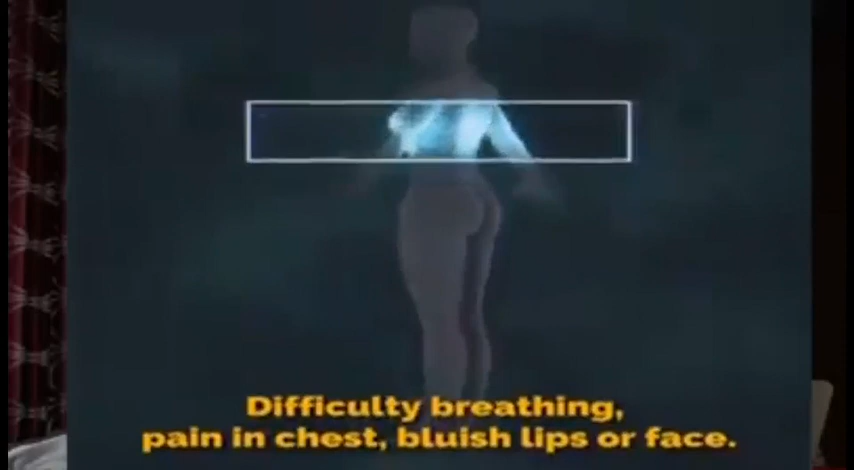 Difficulty breathing,
pain in chest, bluish lips or face.